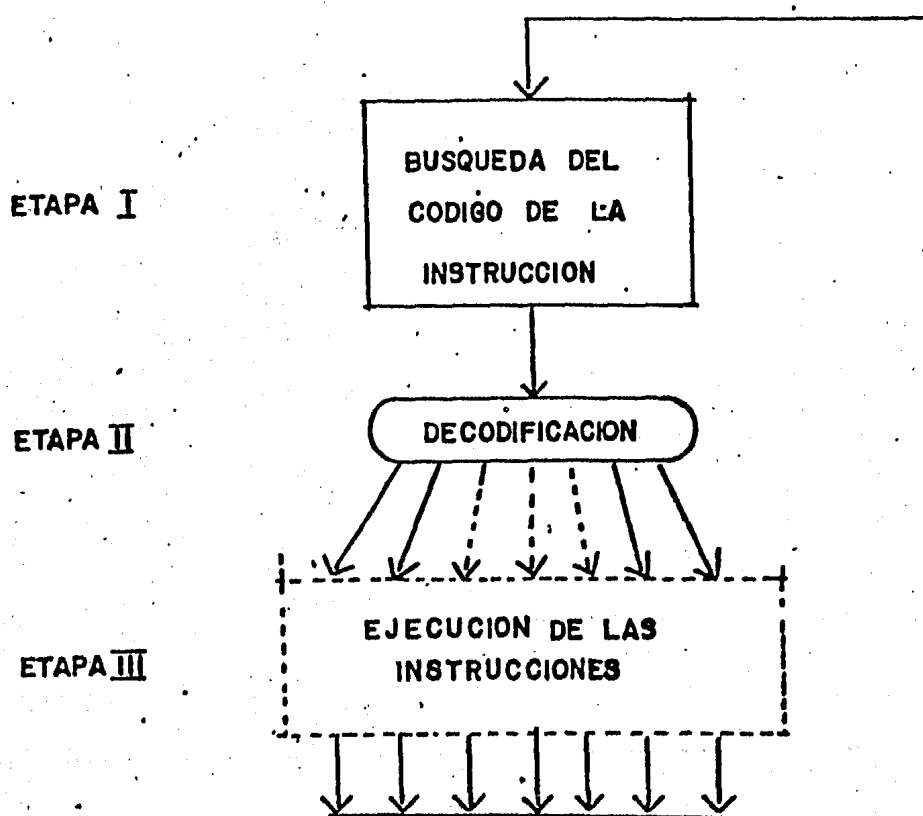 ETAPA I
BUSQUEDA DEL
CODIGO DE LA
INSTRUCCION
ETAPA II
DECODIFICACION
ETAPA III
EJECUCION DE LAS
INSTRUCCIONES